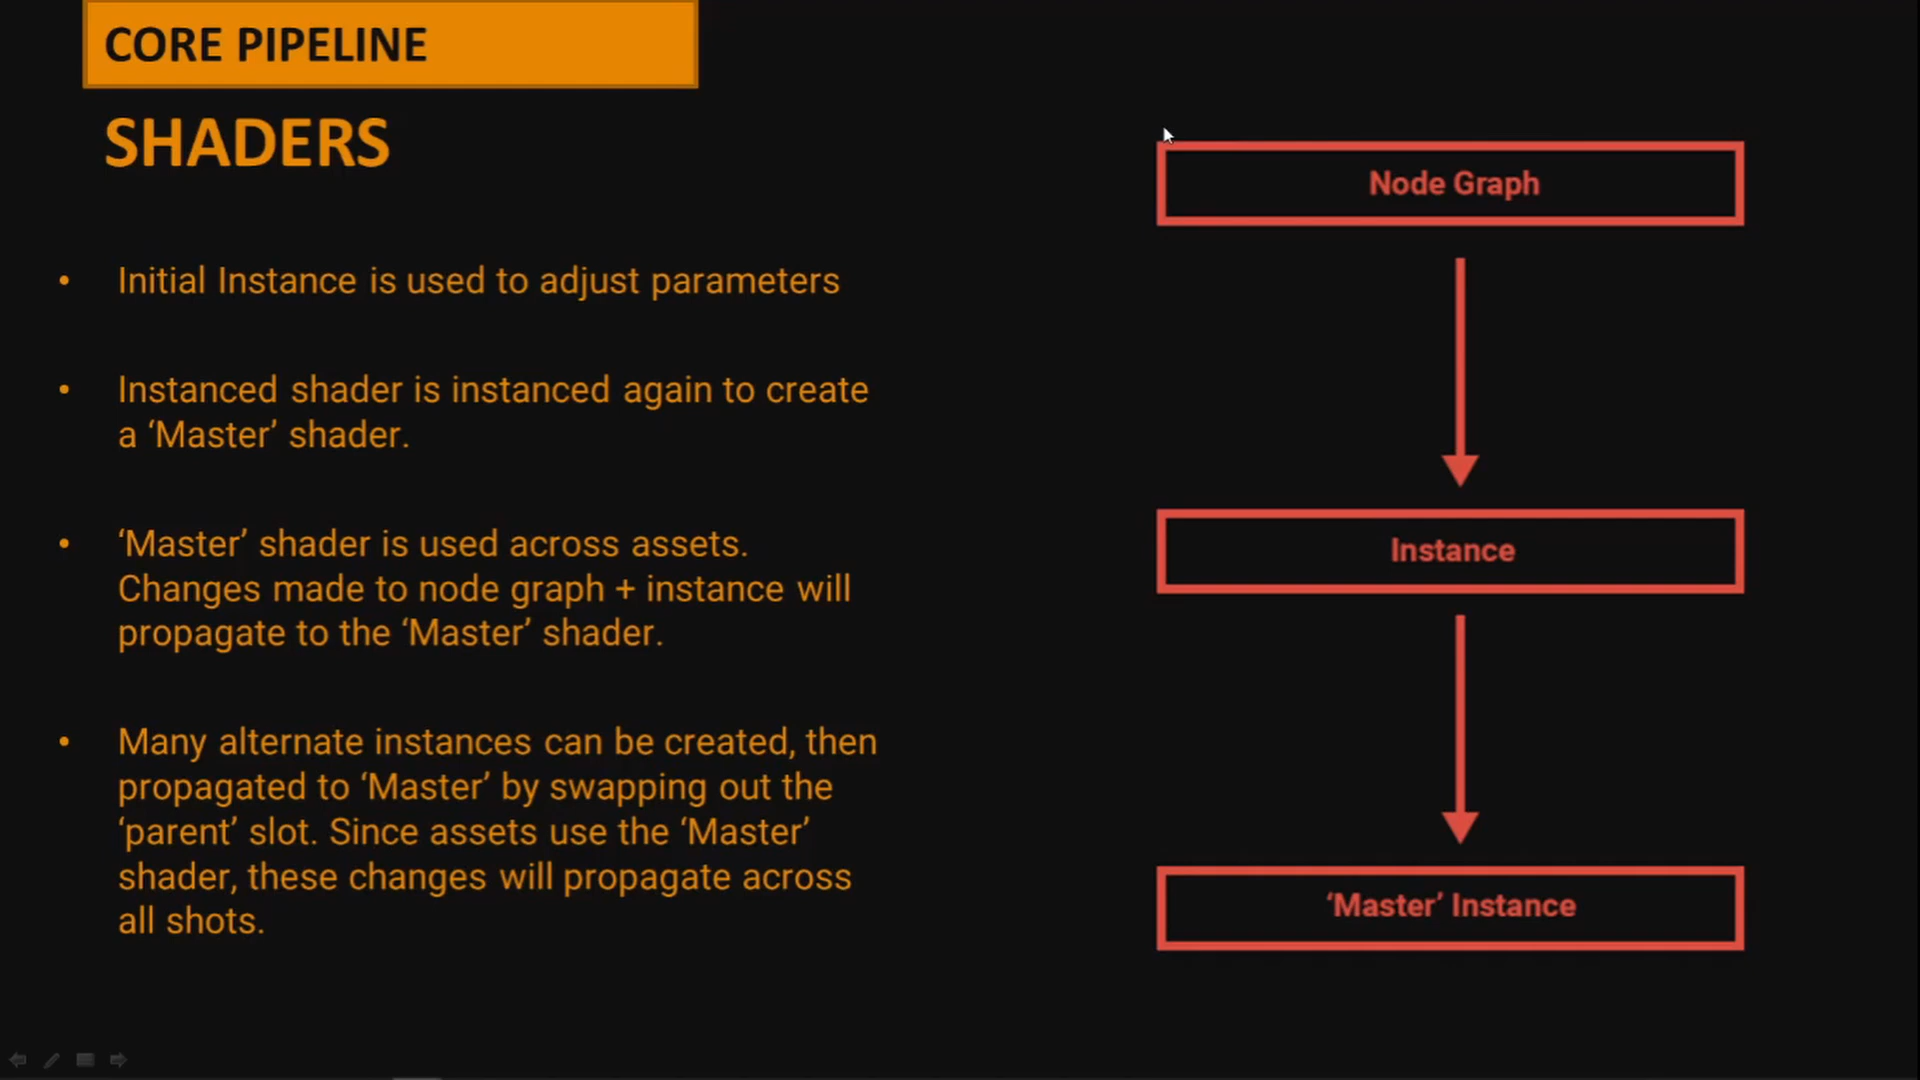 CORE PIPELINE
SHADERS
• Initial Instance is used to adjust parameters
• Instanced shader is instanced again to create
a ‘Master’ shader.
• ‘Master’ shader is used across assets.
Changes made to node graph + instance will
propagate to the ‘Master’ shader.
• Many alternate instances can be created, then
propagated to ‘Master’ by swapping out the
‘parent’ slot. Since assets use the ‘Master’
shader, these changes will propagate across
all shots.
Node Graph
Instance
‘Master’ Instance